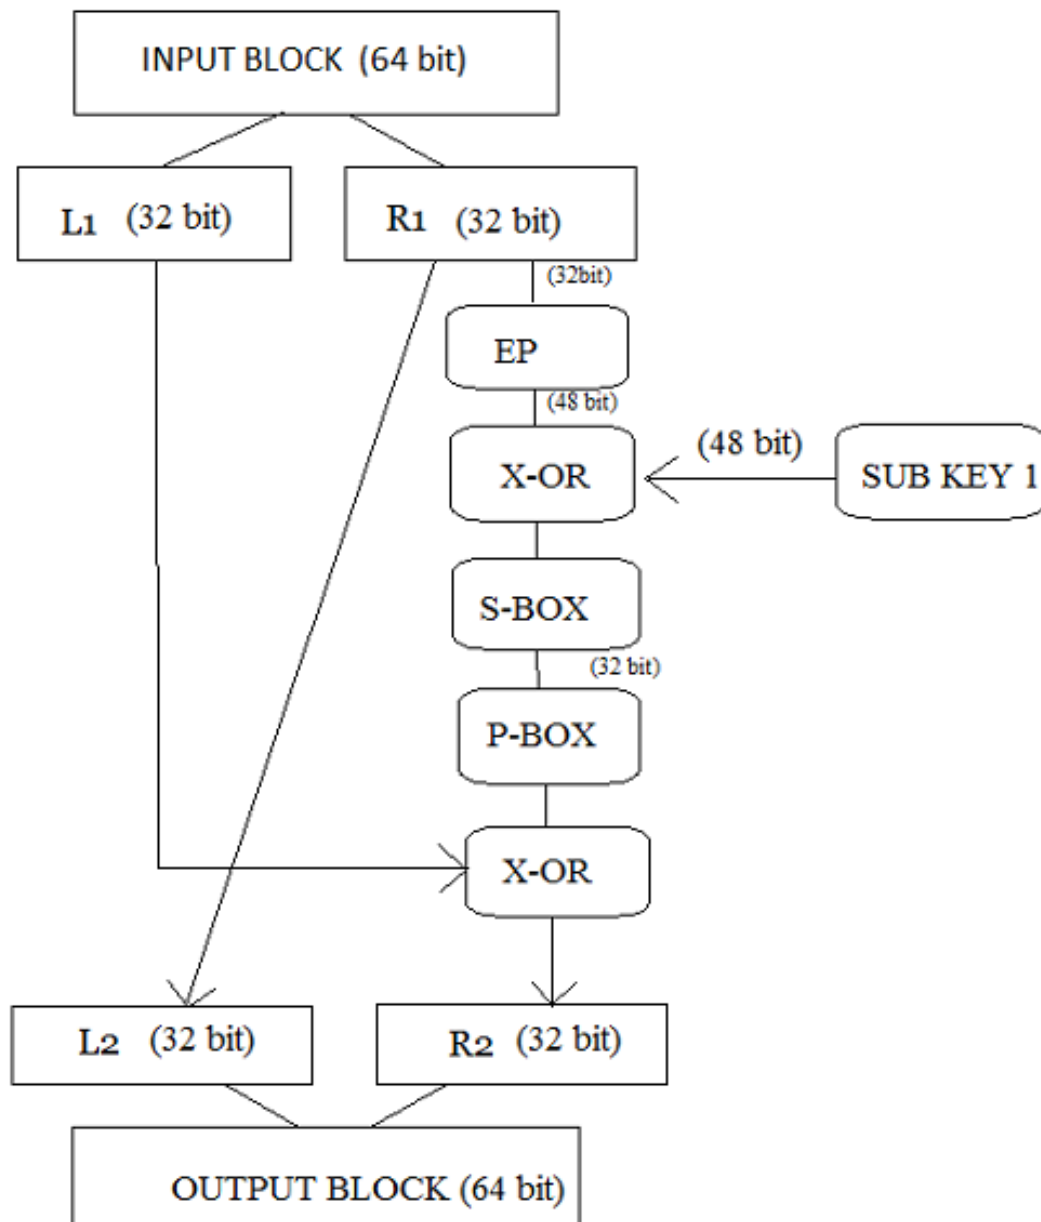 INPUT BLOCK (64 bit)
L1 (32 bit)
R1 (32 bit)
(32bit)
EP
(48 bit)
X-OR
(48 bit)
SUB KEY 1
S-BOX
(32 bit)
P-BOX
X-OR
L2 (32 bit)
R2 (32 bit)
OUTPUT BLOCK (64 bit)